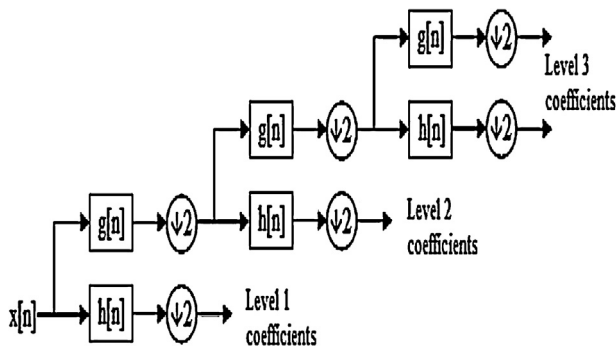 g[n] ↓2
Level 3
coefficients
g[n] ↓2 h[n] ↓2
g[n] ↓2 h[n] ↓2 Level 2
coefficients
x[n] h[n] ↓2 Level 1
coefficients